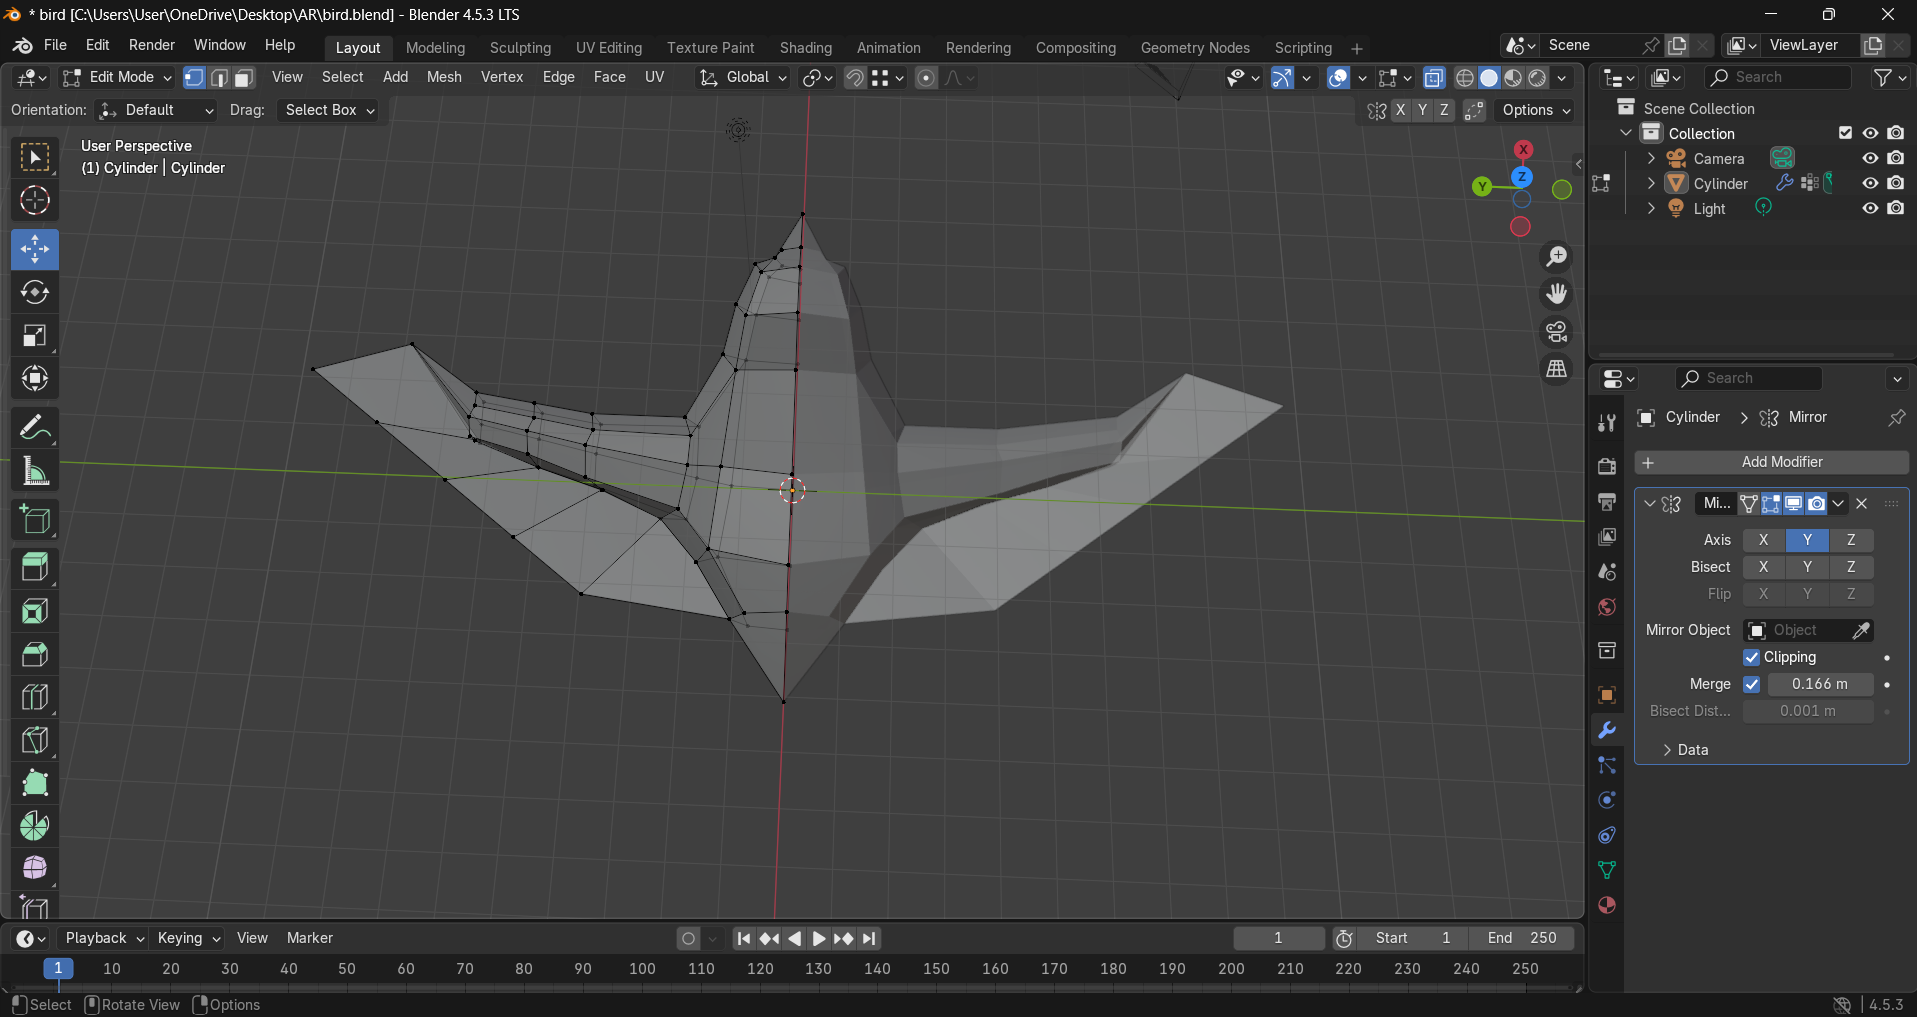 * bird [C:\Users\User\OneDrive\Desktop\AR\bird.blend] - Blender 4.5.3 LTS
File Edit Render Window Help Layout Modeling Sculpting UV Editing Texture Paint Shading Animation Rendering Compositing Geometry Nodes Scripting + Scene ViewLayer
Edit Mode View Select Add Mesh Vertex Edge Face UV Global Search
Orientation: Default Drag: Select Box X Y Z Options
Scene Collection
Collection
Camera
Cylinder
Light
User Perspective
(1) Cylinder | Cylinder
X
Y
Z
Search
Cylinder > Mirror
+ Add Modifier
Mi...
Axis X Y Z
Bisect X Y Z
Flip X Y Z
Mirror Object Object
Clipping
Merge 0.166 m
Bisect Dist... 0.001 m
> Data
Playback Keying View Marker 1 Start 1 End 250
1 10 20 30 40 50 60 70 80 90 100 110 120 130 140 150 160 170 180 190 200 210 220 230 240 250
Select Rotate View Options 4.5.3